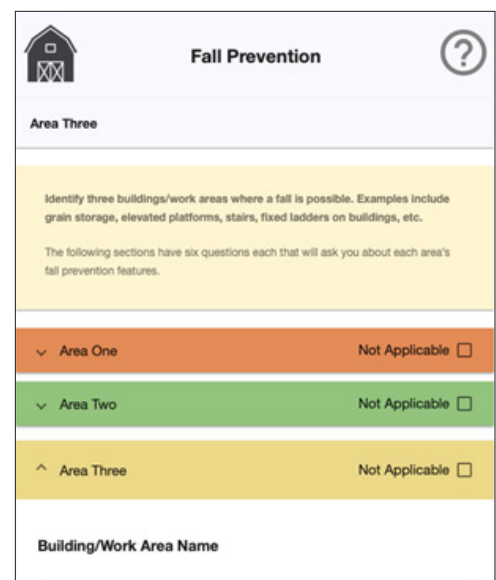 Fall Prevention
?
Area Three
Identify three buildings/work areas where a fall is possible. Examples include
grain storage, elevated platforms, stairs, fixed ladders on buildings, etc.
The following sections have six questions each that will ask you about each area's
fall prevention features.
Area One Not Applicable
Area Two Not Applicable
Area Three Not Applicable
Building/Work Area Name